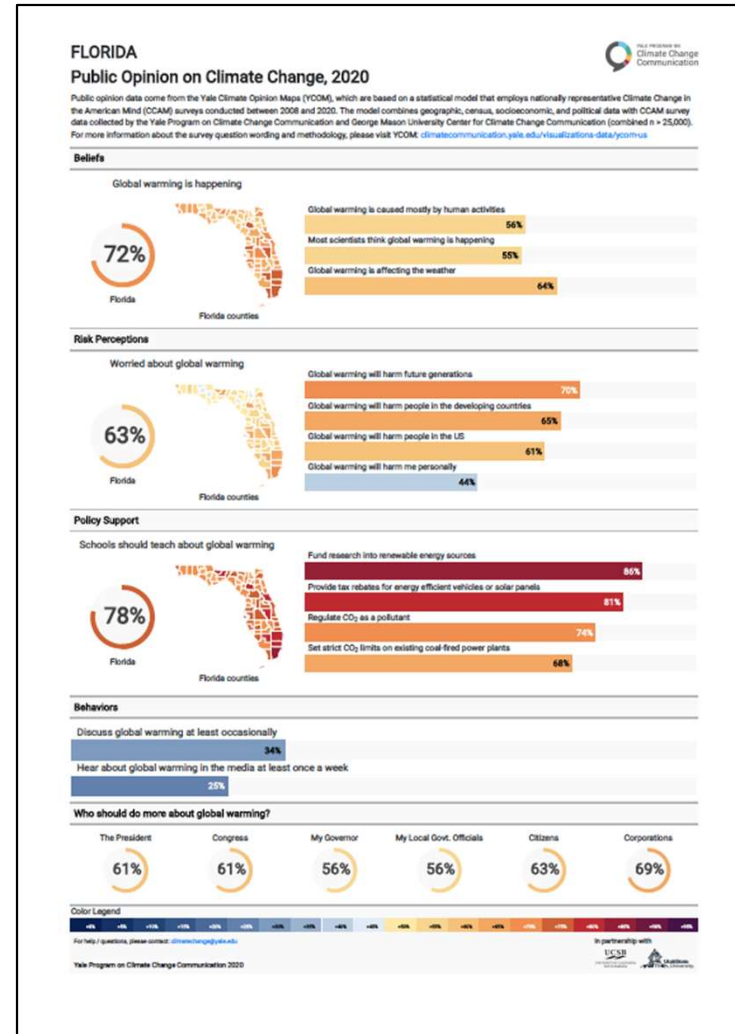 FLORIDA
Public Opinion on Climate Change, 2020
YALE PROGRAM ON
Climate Change
Communication
Public opinion data come from the Yale Climate Opinion Maps (YCOM), which are based on a statistical model that employs nationally representative Climate Change in
the American Mind (CCAM) surveys conducted between 2008 and 2020. The model combines geographic, census, socioeconomic, and political data with CCAM survey
data collected by the Yale Program on Climate Change Communication and George Mason University Center for Climate Change Communication (combined n > 25,000).
For more information about the survey question wording and methodology, please visit YCOM: climatecommunication.yale.edu/visualizations-data/ycom-us
Beliefs
Global warming is happening
72%
Florida
Florida counties
Global warming is caused mostly by human activities
56%
Most scientists think global warming is happening
55%
Global warming is affecting the weather
64%
Risk Perceptions
Worried about global warming
63%
Florida
Florida counties
Global warming will harm future generations
70%
Global warming will harm people in the developing countries
65%
Global warming will harm people in the US
61%
Global warming will harm me personally
44%
Policy Support
Schools should teach about global warming
78%
Florida
Florida counties
Fund research into renewable energy sources
86%
Provide tax rebates for energy efficient vehicles or solar panels
81%
Regulate CO₂ as a pollutant
74%
Set strict CO₂ limits on existing coal-fired power plants
68%
Behaviors
Discuss global warming at least occasionally
34%
Hear about global warming in the media at least once a week
25%
Who should do more about global warming?
The President
Congress
My Governor
My Local Govt. Officials
Citizens
Corporations
61%
61%
56%
56%
63%
69%
Color Legend
For help / questions, please contact: climatechange@yale.edu
In partnership with
UCSB
UtahState
University
Yale Program on Climate Change Communication 2020